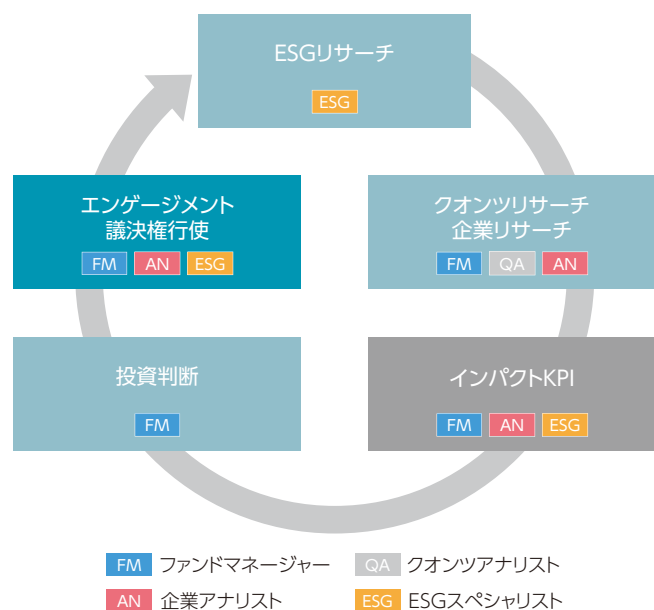 ESGリサーチ
ESG
エンゲージメント
議決権行使
FM AN ESG
クオンツリサーチ
企業リサーチ
FM QA AN
投資判断
FM
インパクトKPI
FM AN ESG
FM ファンドマネージャー QA クオンツアナリスト
AN 企業アナリスト ESG ESGスペシャリスト